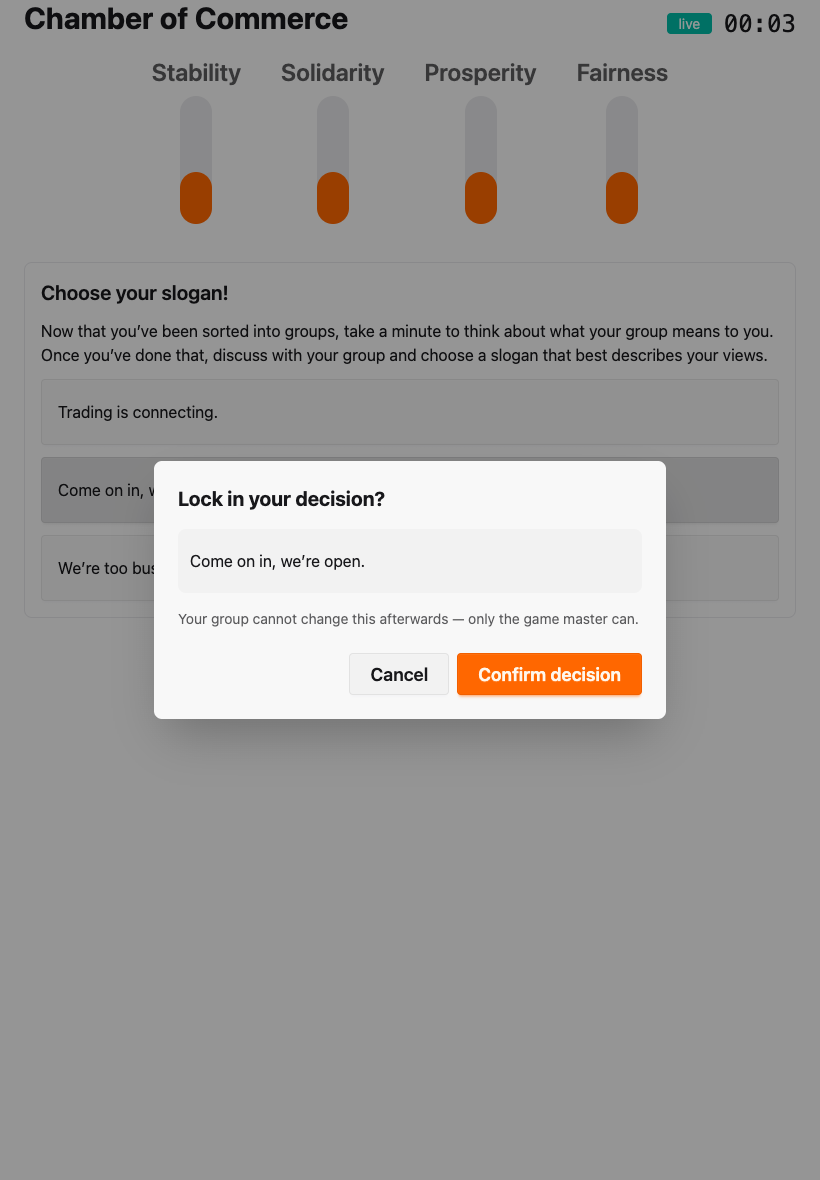 Chamber of Commerce
live 00:03
Stability Solidarity Prosperity Fairness
Choose your slogan!
Now that you’ve been sorted into groups, take a minute to think about what your group means to you.
Once you’ve done that, discuss with your group and choose a slogan that best describes your views.
Trading is connecting.
Come on in,
We’re too
Lock in your decision?
Come on in, we’re open.
Your group cannot change this afterwards — only the game master can.
Cancel Confirm decision